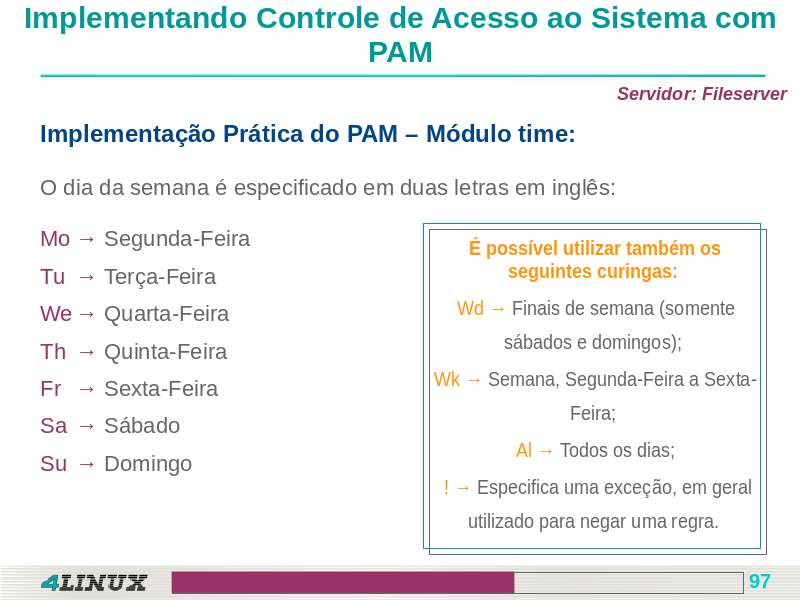 Implementando Controle de Acesso ao Sistema com
PAM
Servidor: Fileserver
Implementação Prática do PAM – Módulo time:
O dia da semana é especificado em duas letras em inglês:
Mo → Segunda-Feira
Tu → Terça-Feira
We → Quarta-Feira
Th → Quinta-Feira
Fr → Sexta-Feira
Sa → Sábado
Su → Domingo
É possível utilizar também os
seguintes curingas:
Wd → Finais de semana (somente
sábados e domingos);
Wk → Semana, Segunda-Feira a Sexta-
Feira;
Al → Todos os dias;
! → Especifica uma exceção, em geral
utilizado para negar uma regra.
4LINUX
97